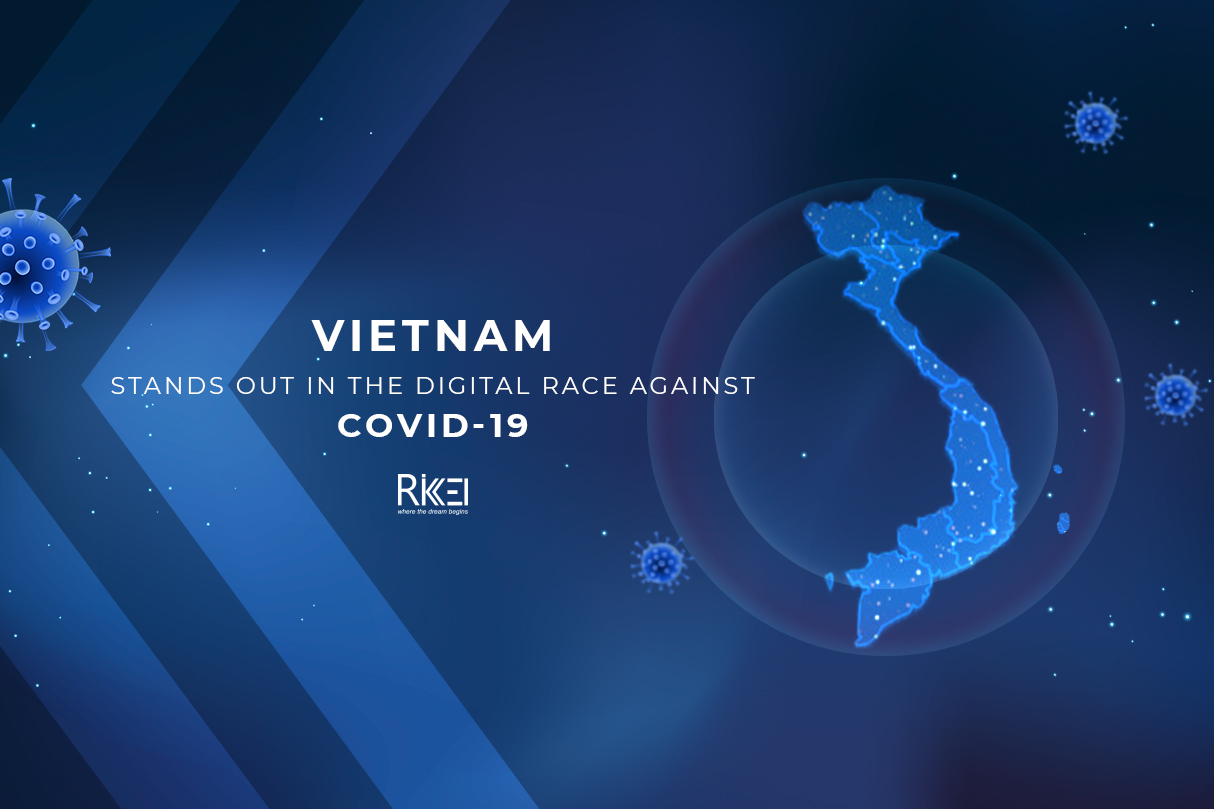 VIETNAM
STANDS OUT IN THE DIGITAL RACE AGAINST
COVID-19
RIKKEI
where the dream begins